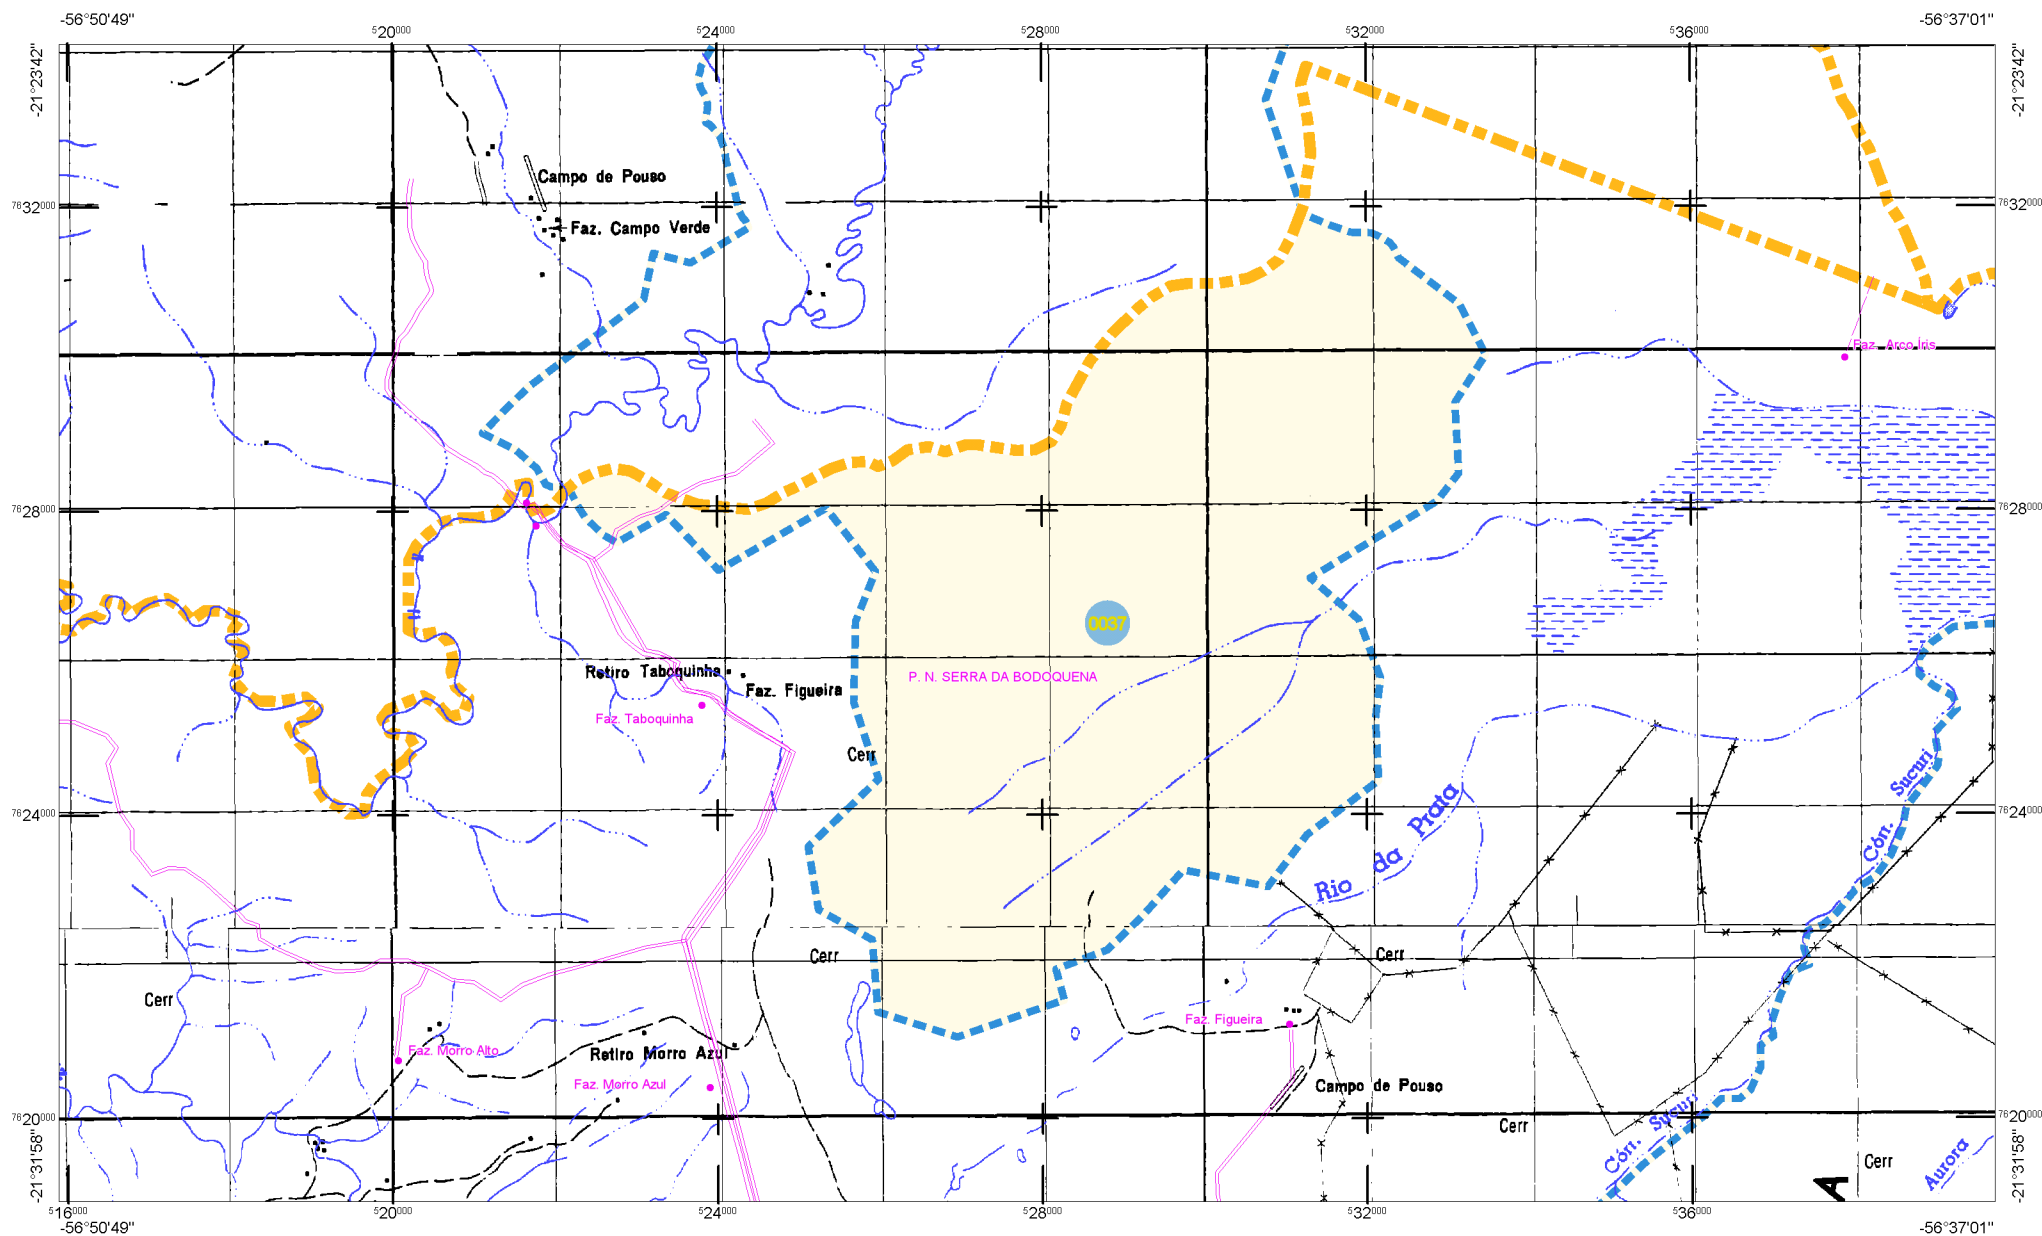 -56°50'49"
520000
524000
528000
532000
536000
-56°37'01"
-21°23'42"
-21°23'42"
Campo de Pouso
7632000
7632000
Faz. Campo Verde
Faz. Arco Íris
7628000
7628000
0037
Retiro Taboquinha
P. N. SERRA DA BODOQUENA
Faz. Figueira
Faz. Taboquinha
Cerr
Sucuri
Prata
7624000
7624000
Córr.
da
Rio
Cerr
Cerr
Cerr
Faz. Figueira
Faz. Morro Alto
Retiro Morro Azul
Faz. Morro Azul
Campo de Pouso
7620000
7620000
Sucuri
Cerr
Córr.
Cerr
Aurora
A
-21°31'58"
-21°31'58"
516000
520000
524000
528000
532000
536000
-56°50'49"
-56°37'01"